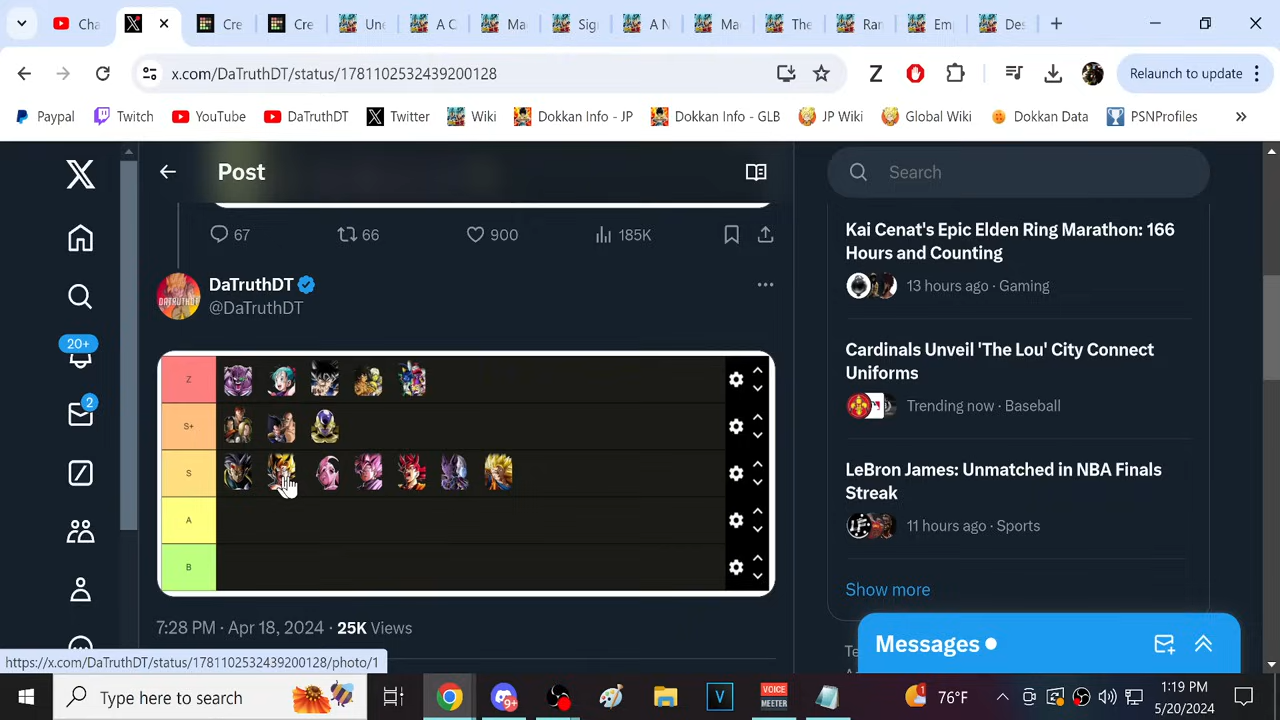 Cha
Cre
Cre
Une
A C
Ma
Sig
A N
Ma
The
Ran
Em
Des
x.com/DaTruthDT/status/1781102532439200128
Relaunch to update
Paypal
Twitch
YouTube
DaTruthDT
Twitter
Wiki
Dokkan Info - JP
Dokkan Info - GLB
JP Wiki
Global Wiki
Dokkan Data
PSNProfiles
Post
67
66
900
185K
DaTruthDT
@DaTruthDT
Z
S+
S
A
B
7:28 PM · Apr 18, 2024 · 25K Views
20+
2
Search
Kai Cenat's Epic Elden Ring Marathon: 166
Hours and Counting
13 hours ago · Gaming
Cardinals Unveil 'The Lou' City Connect
Uniforms
Trending now · Baseball
LeBron James: Unmatched in NBA Finals
Streak
11 hours ago · Sports
Show more
Messages
https://x.com/DaTruthDT/status/1781102532439200128/photo/1
Type here to search
9+
V
VOICE
MEETER
76°F
1:19 PM
5/20/2024